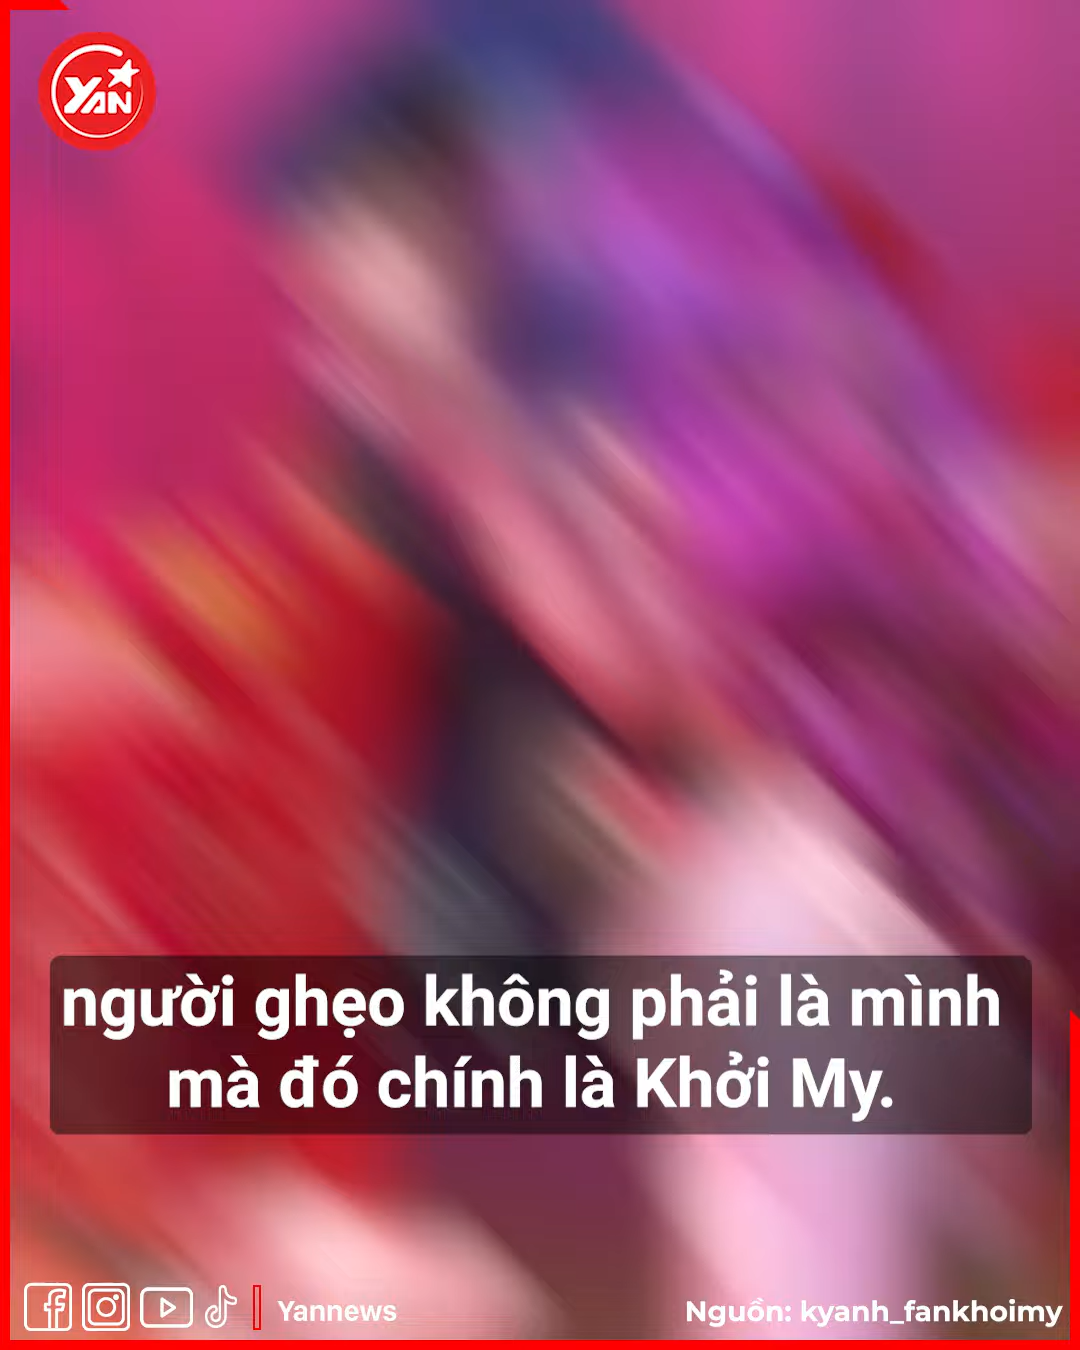 YAN
người ghẹo không phải là mình
mà đó chính là Khởi My.
Yannews
Nguồn: kyanh_fankhoimy